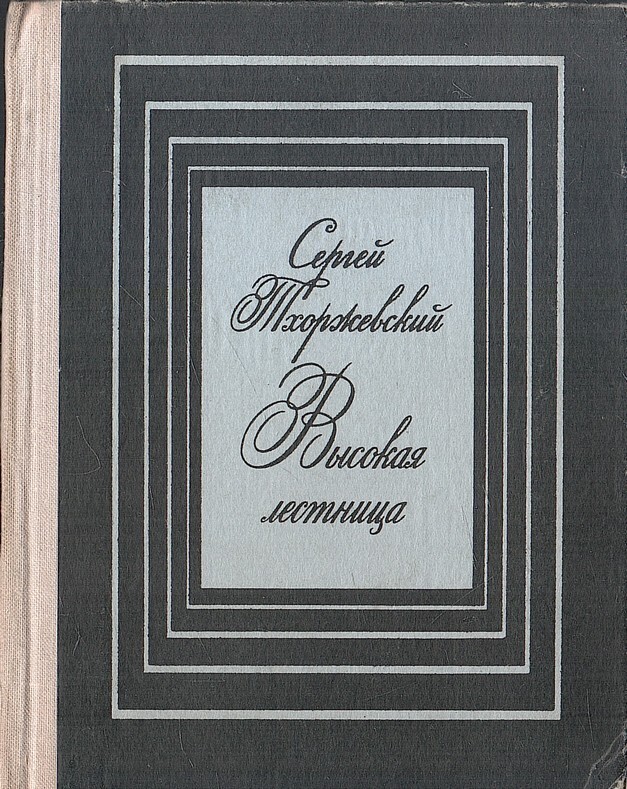 Сергей
Тхоржевский
Высокая
лестница